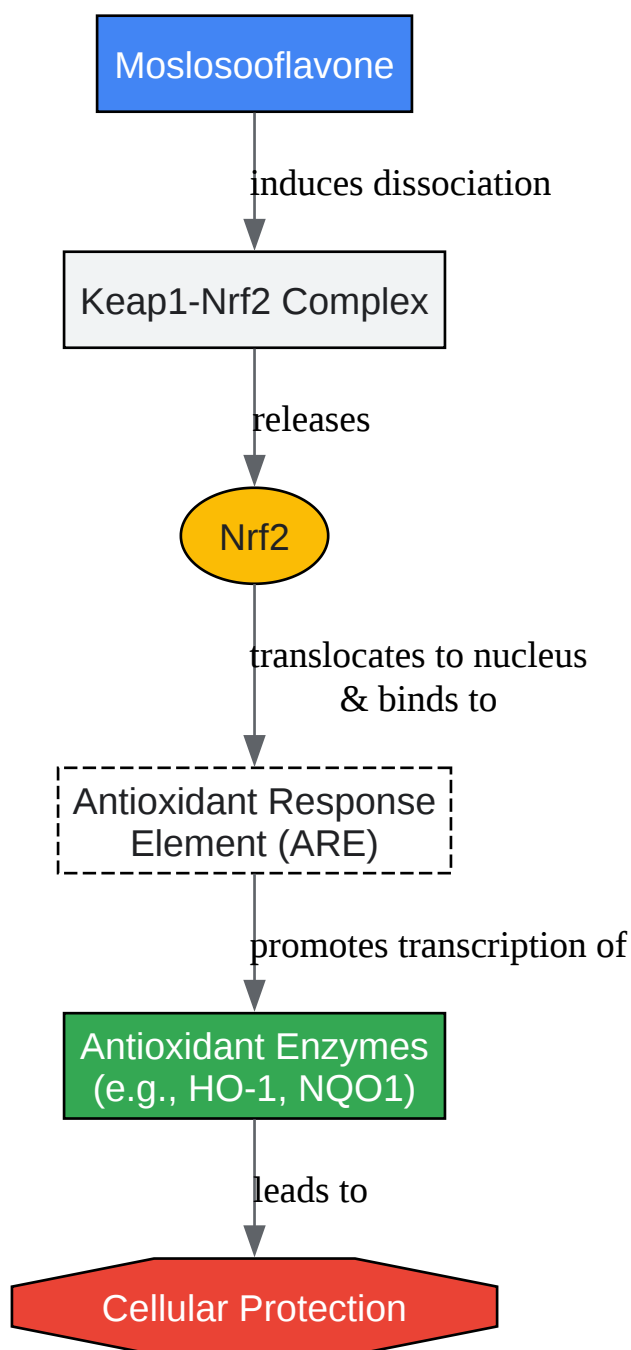 Moslosooflavone
induces dissociation
Keap1-Nrf2 Complex
releases
Nrf2
translocates to nucleus
& binds to
Antioxidant Response
Element (ARE)
promotes transcription of
Antioxidant Enzymes
(e.g., HO-1, NQO1)
leads to
Cellular Protection